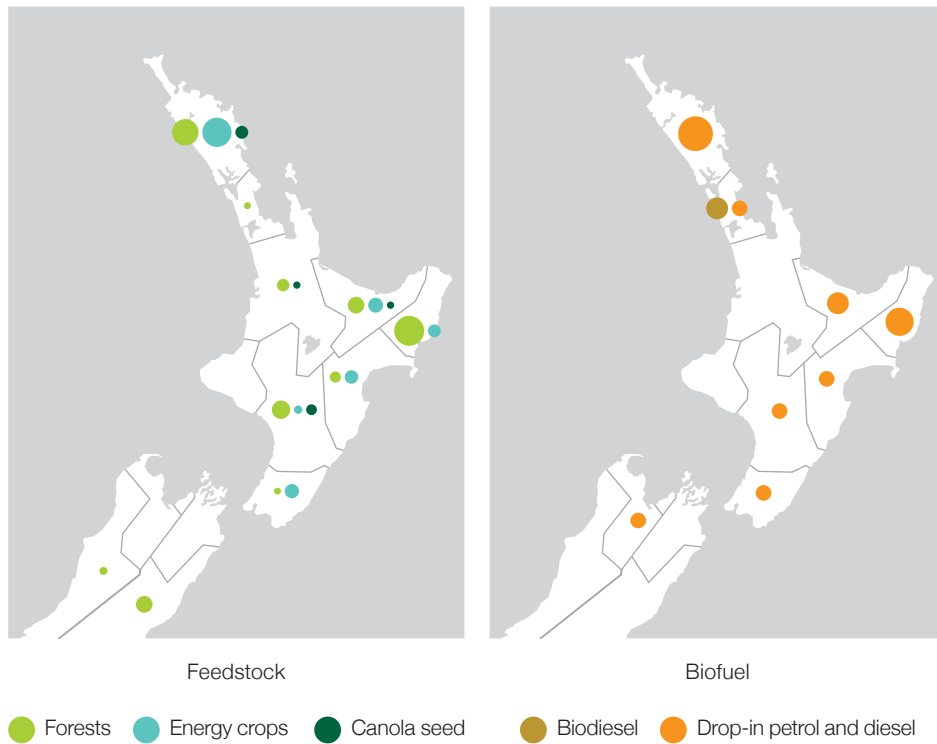 Feedstock
Biofuel
Forests
Energy crops
Canola seed
Biodiesel
Drop-in petrol and diesel